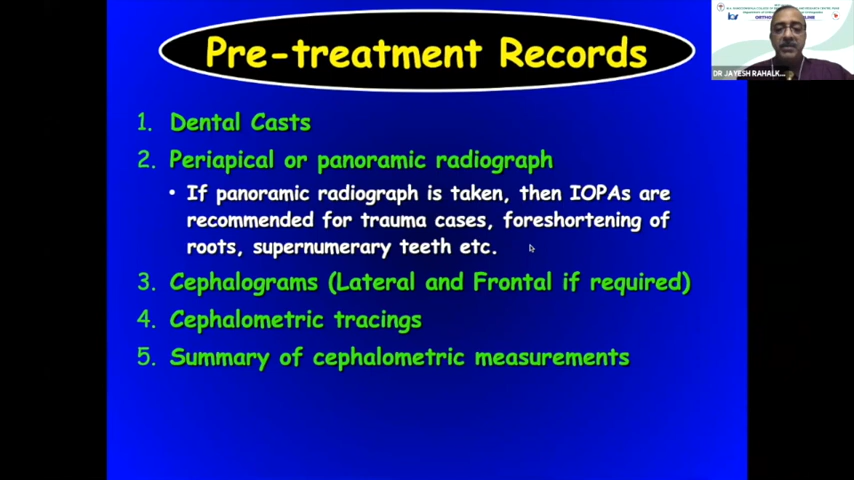 Pre-treatment Records
1. Dental Casts
2. Periapical or panoramic radiograph
• If panoramic radiograph is taken, then IOPAs are
recommended for trauma cases, foreshortening of
roots, supernumerary teeth etc.
3. Cephalograms (Lateral and Frontal if required)
4. Cephalometric tracings
5. Summary of cephalometric measurements
DR JAYESH RAHALK...